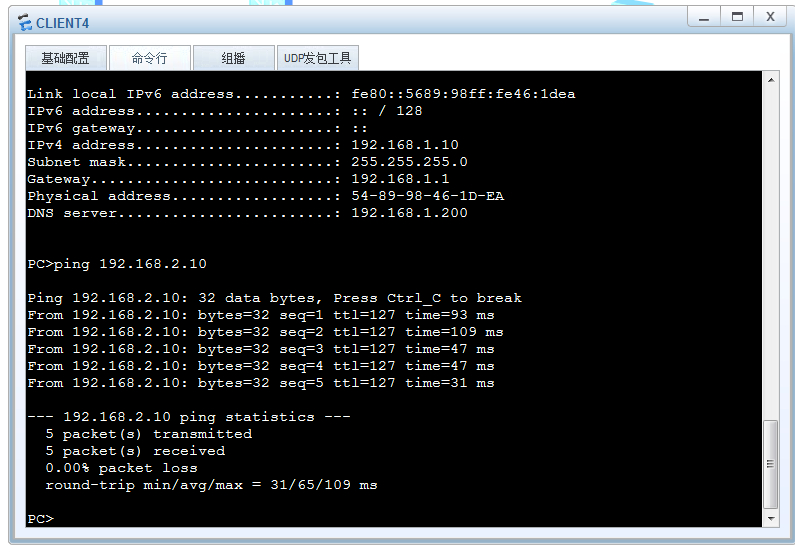 CLIENT4
X
基础配置 命令行 组播 UDP发包工具
Link local IPv6 address...........: fe80::5689:98ff:fe46:1dea
IPv6 address......................: :: / 128
IPv6 gateway......................: ::
IPv4 address......................: 192.168.1.10
Subnet mask.......................: 255.255.255.0
Gateway...........................: 192.168.1.1
Physical address..................: 54-89-98-46-1D-EA
DNS server........................: 192.168.1.200
PC>ping 192.168.2.10
Ping 192.168.2.10: 32 data bytes, Press Ctrl_C to break
From 192.168.2.10: bytes=32 seq=1 ttl=127 time=93 ms
From 192.168.2.10: bytes=32 seq=2 ttl=127 time=109 ms
From 192.168.2.10: bytes=32 seq=3 ttl=127 time=47 ms
From 192.168.2.10: bytes=32 seq=4 ttl=127 time=47 ms
From 192.168.2.10: bytes=32 seq=5 ttl=127 time=31 ms
--- 192.168.2.10 ping statistics ---
5 packet(s) transmitted
5 packet(s) received
0.00% packet loss
round-trip min/avg/max = 31/65/109 ms
PC>